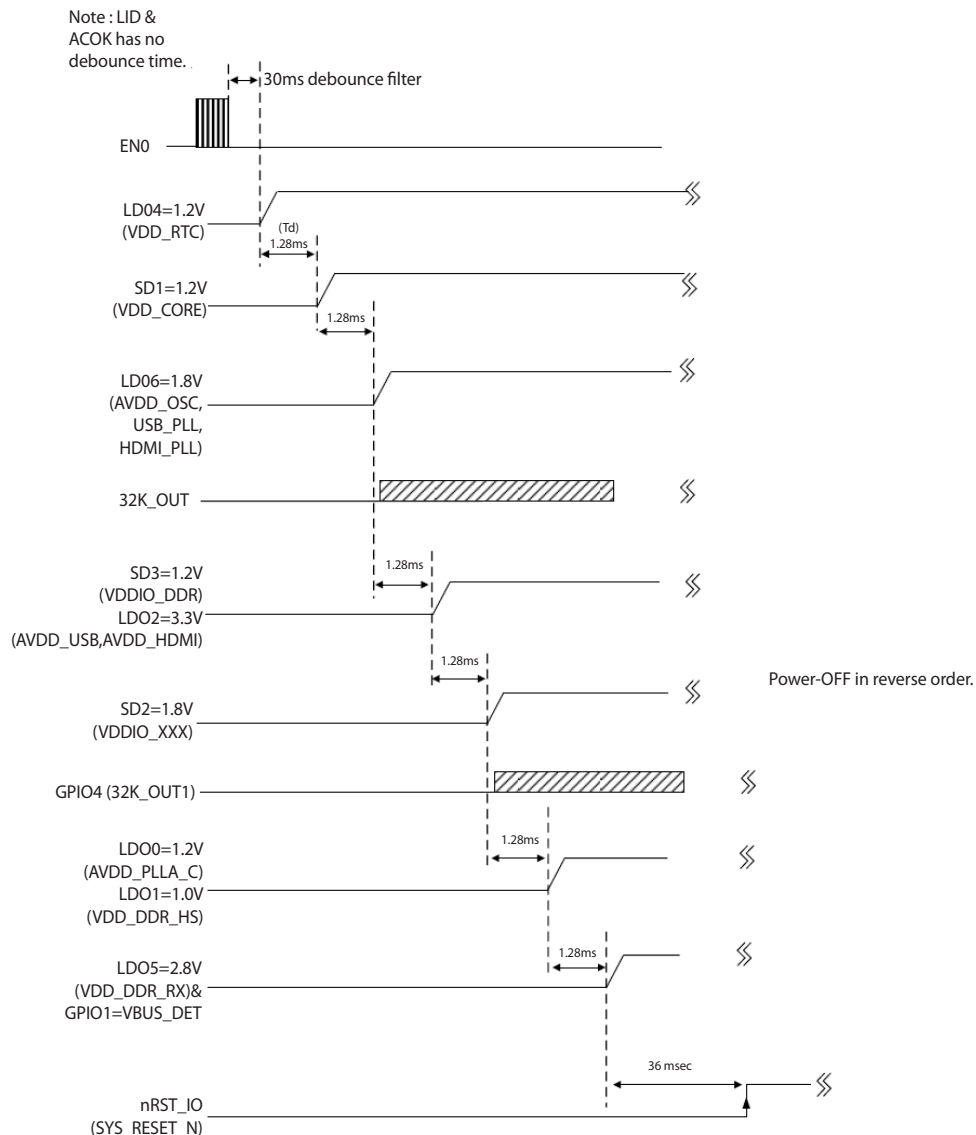 Note : LID &
ACOK has no
debounce time.
30ms debounce filter
EN0
LD04=1.2V
(VDD_RTC)
(Td)
1.28ms
SD1=1.2V
(VDD_CORE)
1.28ms
LD06=1.8V
(AVDD_OSC,
USB_PLL,
HDMI_PLL)
32K_OUT
1.28ms
SD3=1.2V
(VDDIO_DDR)
LDO2=3.3V
(AVDD_USB,AVDD_HDMI)
1.28ms
Power-OFF in reverse order.
SD2=1.8V
(VDDIO_XXX)
GPIO4 (32K_OUT1)
1.28ms
LDO0=1.2V
(AVDD_PLLA_C)
LDO1=1.0V
(VDD_DDR_HS)
1.28ms
LDO5=2.8V
(VDD_DDR_RX)&
GPIO1=VBUS_DET
36 msec
nRST_IO
(SYS_RESET_N)